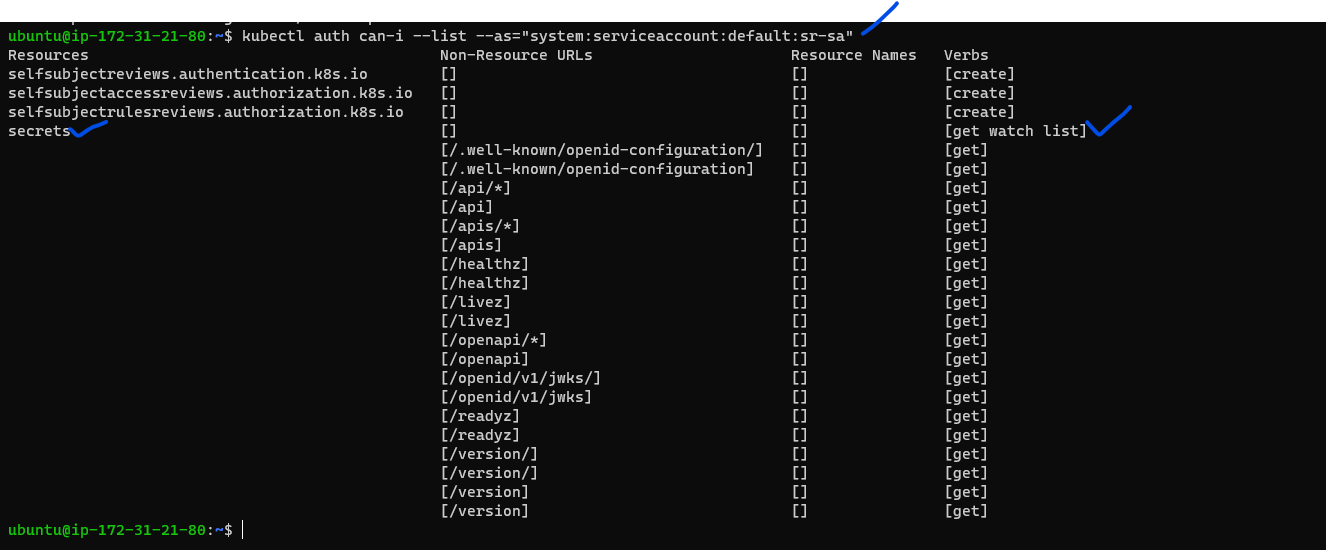 ubuntu@ip-172-31-21-80:~$ kubectl auth can-i --list --as="system:serviceaccount:default:sr-sa"
Resources Non-Resource URLs Resource Names Verbs
selfsubjectreviews.authentication.k8s.io [] [] [create]
selfsubjectaccessreviews.authorization.k8s.io [] [] [create]
selfsubjectrulesreviews.authorization.k8s.io [] [] [create]
secrets [] [] [get watch list]
[/.well-known/openid-configuration/] [] [get]
[/.well-known/openid-configuration] [] [get]
[/api/*] [] [get]
[/api] [] [get]
[/apis/*] [] [get]
[/apis] [] [get]
[/healthz] [] [get]
[/healthz] [] [get]
[/livez] [] [get]
[/livez] [] [get]
[/openapi/*] [] [get]
[/openapi] [] [get]
[/openid/v1/jwks/] [] [get]
[/openid/v1/jwks] [] [get]
[/readyz] [] [get]
[/readyz] [] [get]
[/version/] [] [get]
[/version/] [] [get]
[/version] [] [get]
[/version] [] [get]
ubuntu@ip-172-31-21-80:~$